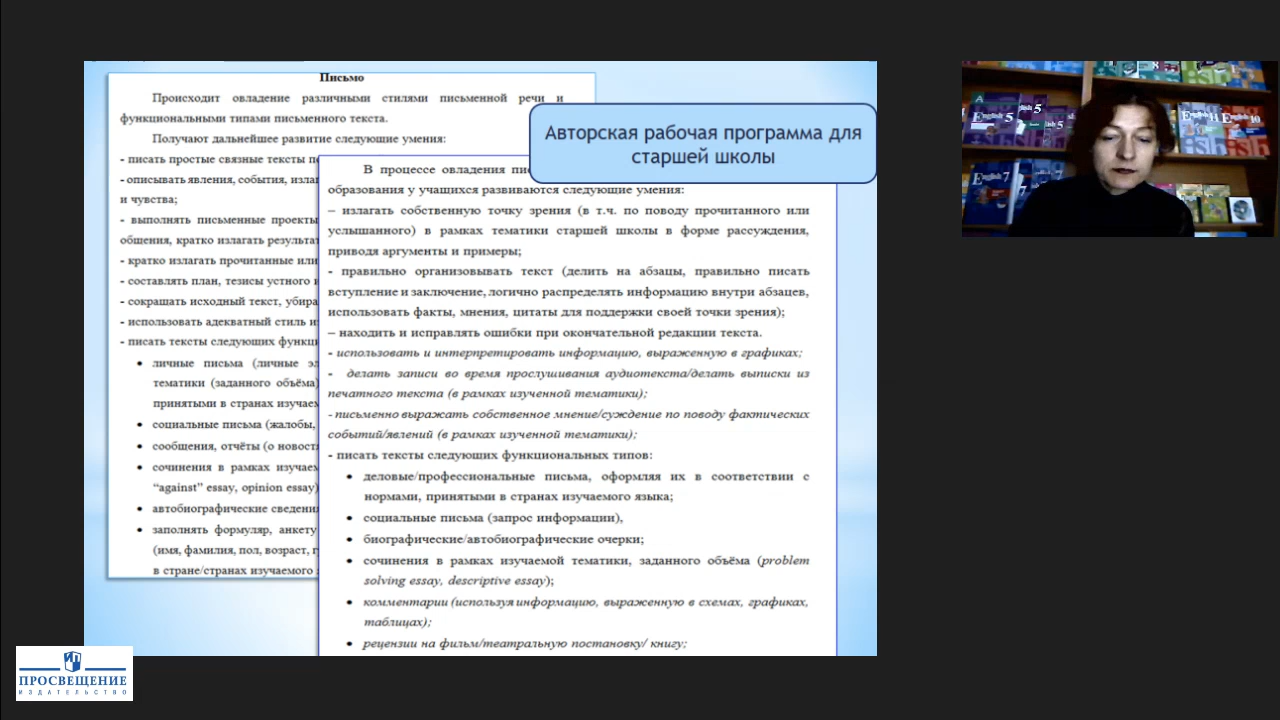 Письмо
Происходит овладение различными стилями письменной речи и
функциональными типами письменного текста.
Получают дальнейшее развитие следующие умения:
- писать простые связные тексты
- описывать явления, события,
и чувства;
- выполнять письменные проекты
общения, кратко излагать
- кратко излагать прочитанные или
- составлять план, тезисы устного
- сокращать исходный текст,
- использовать адекватный стиль
- писать тексты следующих
• личные письма (личные
тематики (заданного объёма)
принятыми в странах
• социальные письма (жалобы,
• сообщения, отчёты (о
• сочинения в рамках
“against” essay, opinion essay)
• автобиографические
• заполнять формуляр, анкету
(имя, фамилия, пол, возраст,
в стране/странах изучаемого
Авторская рабочая программа для
старшей школы
В процессе овладения
образования у учащихся развиваются следующие умения:
– излагать собственную точку зрения (в т.ч. по поводу прочитанного или
услышанного) в рамках тематики старшей школы в форме рассуждения,
приводя аргументы и примеры;
- правильно организовывать текст (делить на абзацы, правильно писать
вступление и заключение, логично распределять информацию внутри абзацев,
использовать факты, мнения, цитаты для поддержки своей точки зрения);
– находить и исправлять ошибки при окончательной редакции текста.
- использовать и интерпретировать информацию, выраженную в графиках;
- делать записи во время прослушивания аудиотекста/делать выписки из
печатного текста (в рамках изученной тематики);
- письменно выражать собственное мнение/суждение по поводу фактических
событий/явлений (в рамках изученной тематики);
- писать тексты следующих функциональных типов:
• деловые/профессиональные письма, оформляя их в соответствии с
нормами, принятыми в странах изучаемого языка;
• социальные письма (запрос информации),
• биографические/автобиографические очерки;
• сочинения в рамках изучаемой тематики, заданного объёма (problem
solving essay, descriptive essay);
• комментарии (используя информацию, выраженную в схемах, графиках,
таблицах);
• рецензии на фильм/театральную постановку/ книгу;
English 5
English 7
English 10
ПРОСВЕЩЕНИЕ
ИЗДАТЕЛЬСТВО